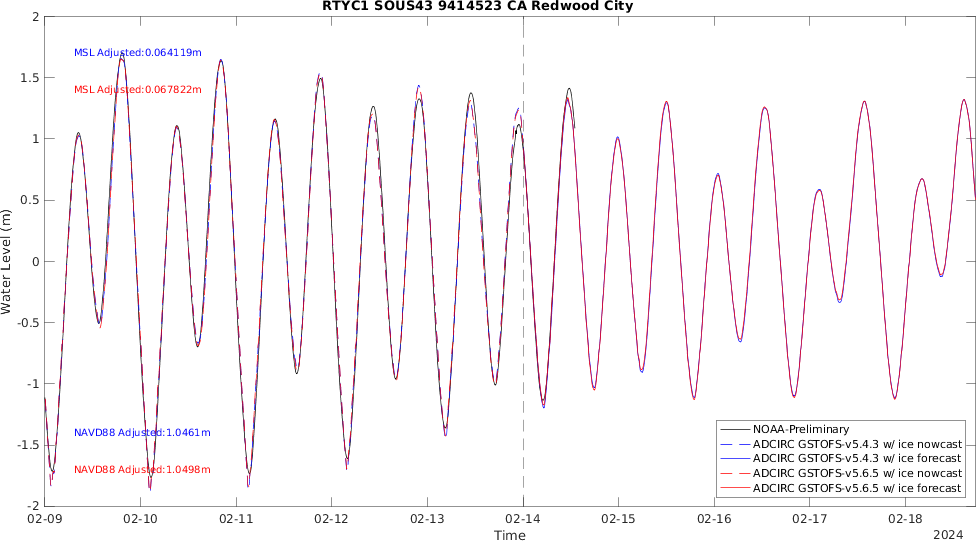 RTYC1 SOUS43 9414523 CA Redwood City
2
1.5
1
0.5
0
-0.5
-1
-1.5
-2
Water Level (m)
MSL Adjusted:0.064119m
MSL Adjusted:0.067822m
NAVD88 Adjusted:1.0461m
NAVD88 Adjusted:1.0498m
NOAA-Preliminary
ADCIRC GSTOFS-v5.4.3 w/ ice nowcast
ADCIRC GSTOFS-v5.4.3 w/ ice forecast
ADCIRC GSTOFS-v5.6.5 w/ ice nowcast
ADCIRC GSTOFS-v5.6.5 w/ ice forecast
02-09 02-10 02-11 02-12 02-13 02-14 02-15 02-16 02-17 02-18
Time
2024